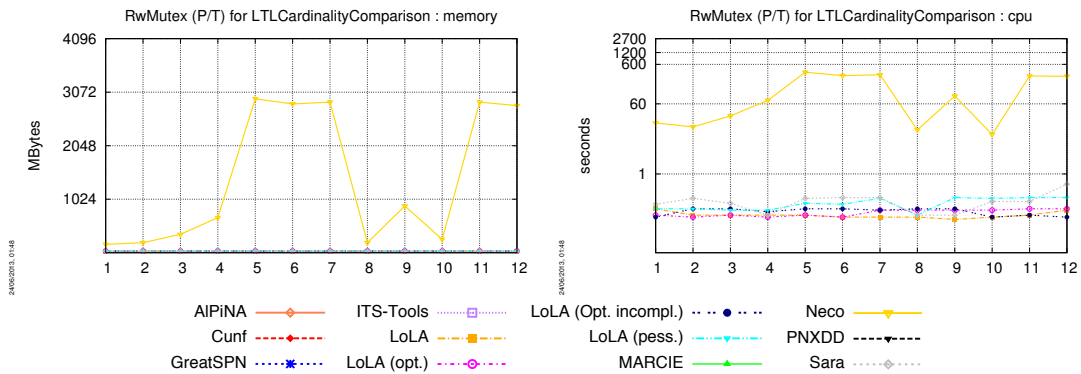 RwMutex (P/T) for LTLCardinalityComparison : memory
4096
3072
2048
1024
MBytes
1 2 3 4 5 6 7 8 9 10 11 12
24/06/2013, 01:48
RwMutex (P/T) for LTLCardinalityComparison : cpu
2700
1200
600
60
1
seconds
1 2 3 4 5 6 7 8 9 10 11 12
24/06/2013, 01:48
AlPiNA ITS-Tools LoLA (Opt. incompl.) Neco
Cunf LoLA LoLA (pess.) PNXDD
GreatSPN LoLA (opt.) MARCIE Sara